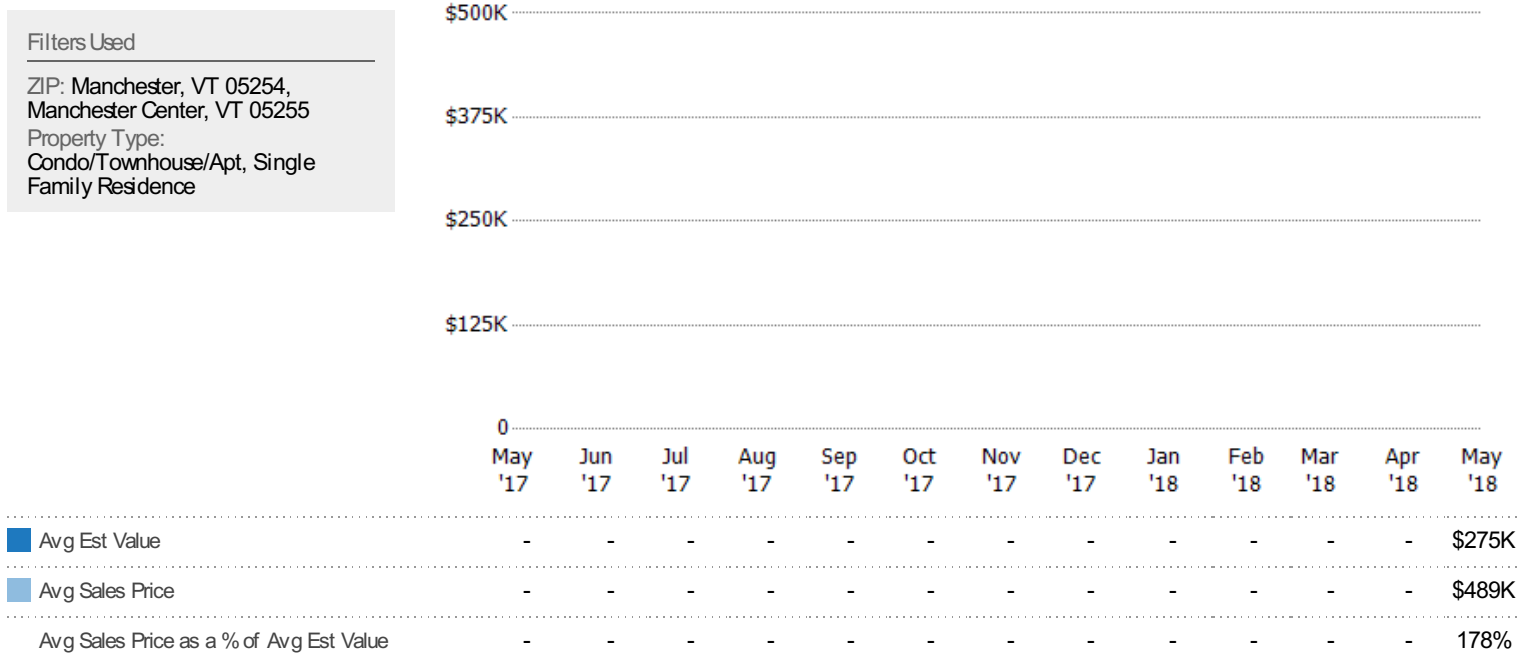 Filters Used
ZIP: Manchester, VT 05254,
Manchester Center, VT 05255
Property Type:
Condo/Townhouse/Apt, Single
Family Residence
$500K
$375K
$250K
$125K
0
May Jun Jul Aug Sep Oct Nov Dec Jan Feb Mar Apr May
'17 '17 '17 '17 '17 '17 '17 '17 '18 '18 '18 '18 '18
Avg Est Value - - - - - - - - - - - - $275K
Avg Sales Price - - - - - - - - - - - - $489K
Avg Sales Price as a % of Avg Est Value - - - - - - - - - - - - 178%